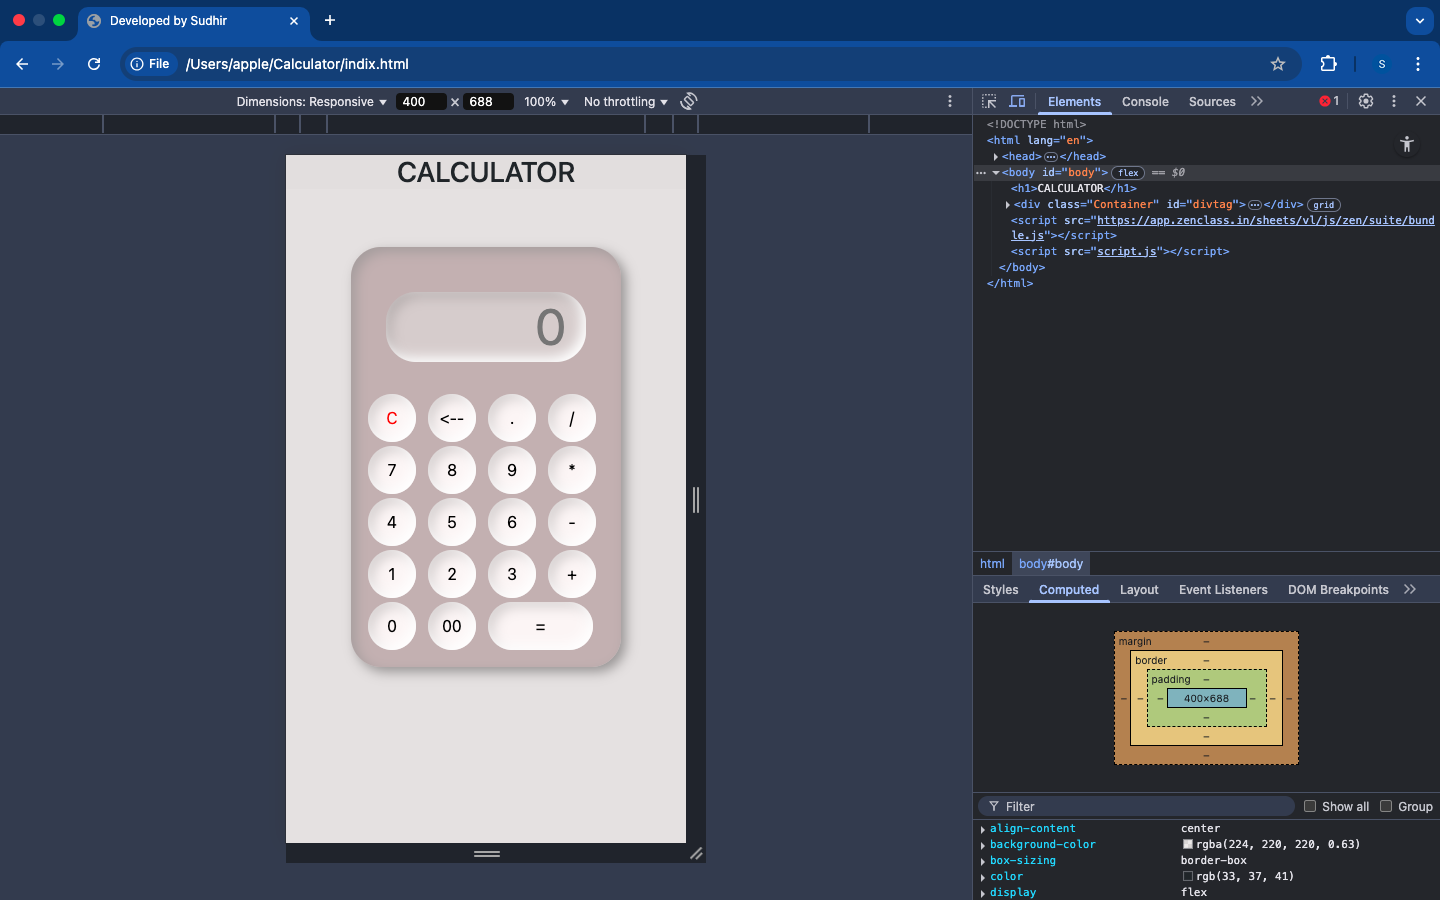 Developed by Sudhir
File /Users/apple/Calculator/indix.html
S
Dimensions: Responsive 400 × 688 100% No throttling
Elements Console Sources 1
CALCULATOR
0
C <-- . /
7 8 9 *
4 5 6 -
1 2 3 +
0 00 =
<!DOCTYPE html>
<html lang="en">
<head> ••• </head>
••• <body id="body"> flex == $0
<h1>CALCULATOR</h1>
<div class="Container" id="divtag"> ••• </div> grid
<script src="https://app.zenclass.in/sheets/vl/js/zen/suite/bund
le.js"></script>
<script src="script.js"></script>
</body>
</html>
html body#body
Styles Computed Layout Event Listeners DOM Breakpoints
margin –
border –
padding –
– – – 400×688 – – –
–
–
–
Filter Show all Group
align-content center
background-color rgba(224, 220, 220, 0.63)
box-sizing border-box
color rgb(33, 37, 41)
display flex